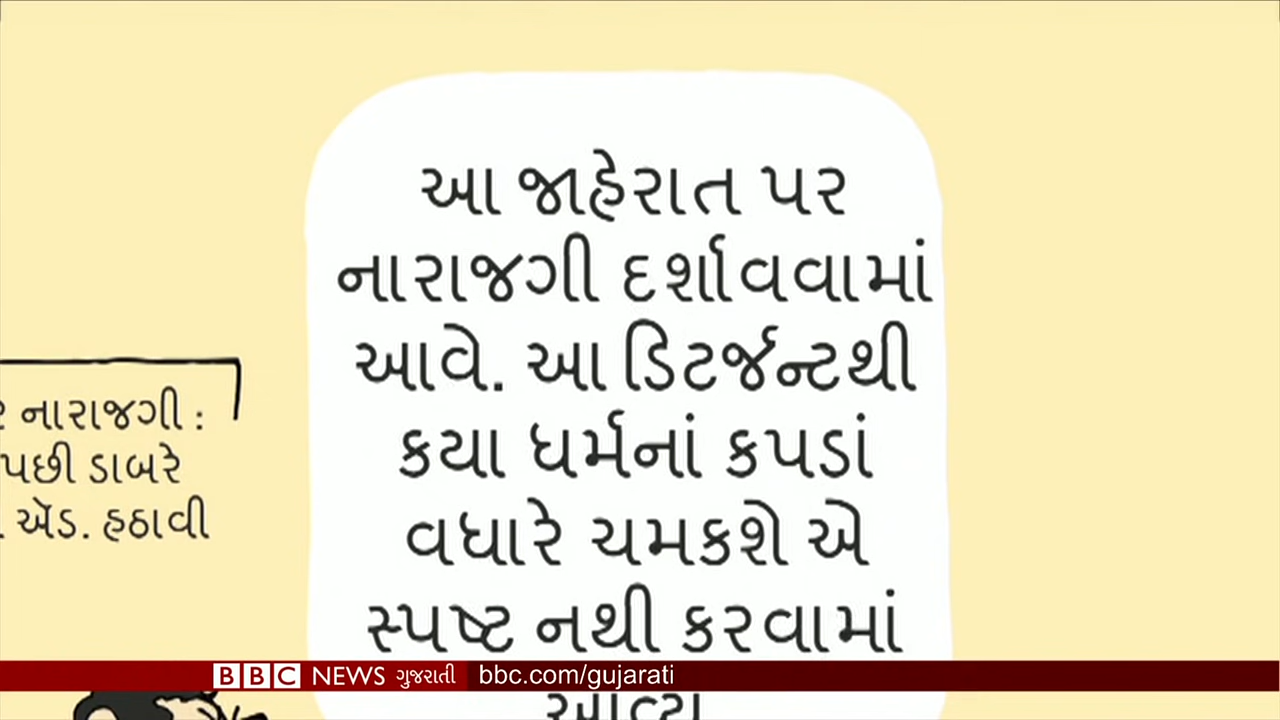 આ જાહેરાત પર
નારાજગી દર્શાવવામાં
આવે. આ ડિટર્જન્ટથી
કયા ધર્મનાં કપડાં
વધારે ચમકશે એ
સ્પષ્ટ નથી કરવામાં
નારાજગી :
પછી ડાબરે
ઍડ. હઠાવી
BBC NEWS ગુજરાતી bbc.com/gujarati